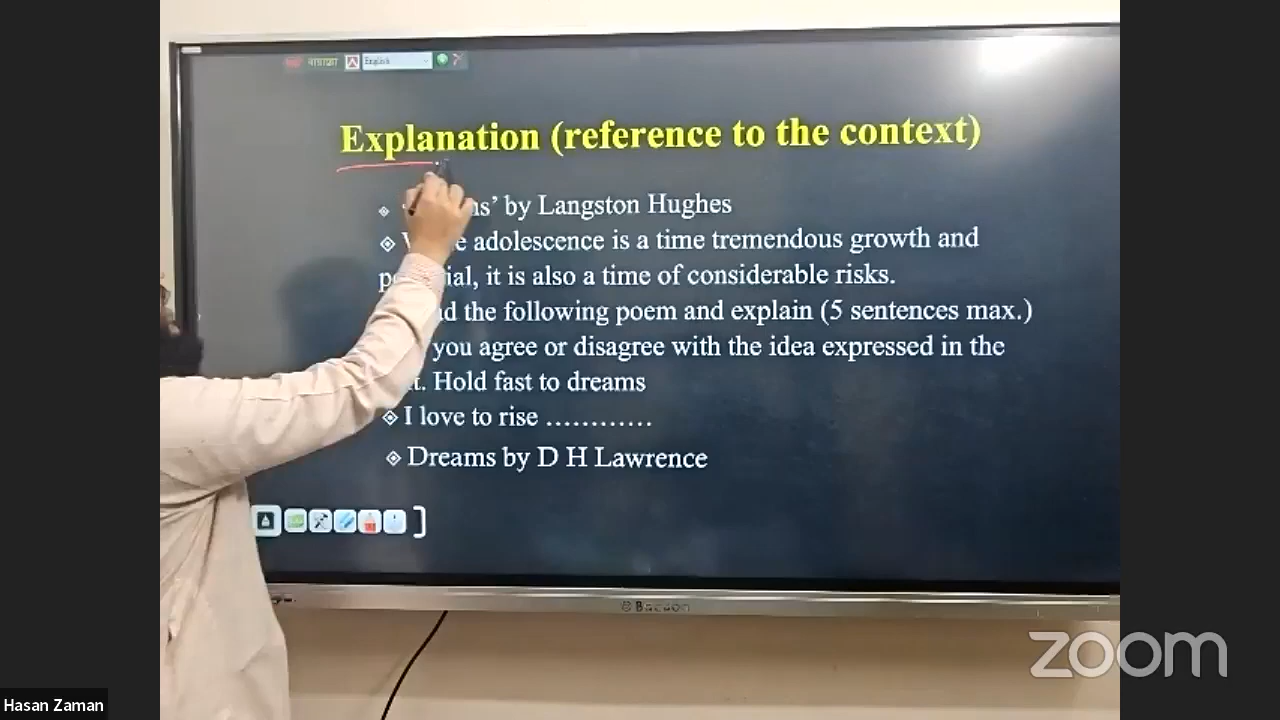 English
Explanation (reference to the context)
by Langston Hughes
adolescence is a time tremendous growth and
it is also a time of considerable risks.
the following poem and explain (5 sentences max.)
you agree or disagree with the idea expressed in the
Hold fast to dreams
I love to rise …………
Dreams by D H Lawrence
Bacaon
zoom
Hasan Zaman